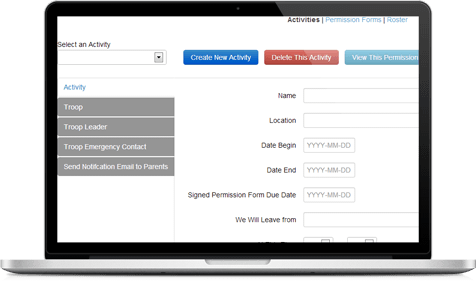 Activities | Permission Forms | Roster
Select an Activity
Create New Activity
Delete This Activity
View This Permission
Activity
Troop
Troop Leader
Troop Emergency Contact
Send Notifcation Email to Parents
Name
Location
Date Begin
YYYY-MM-DD
Date End
YYYY-MM-DD
Signed Permission Form Due Date
YYYY-MM-DD
We Will Leave from